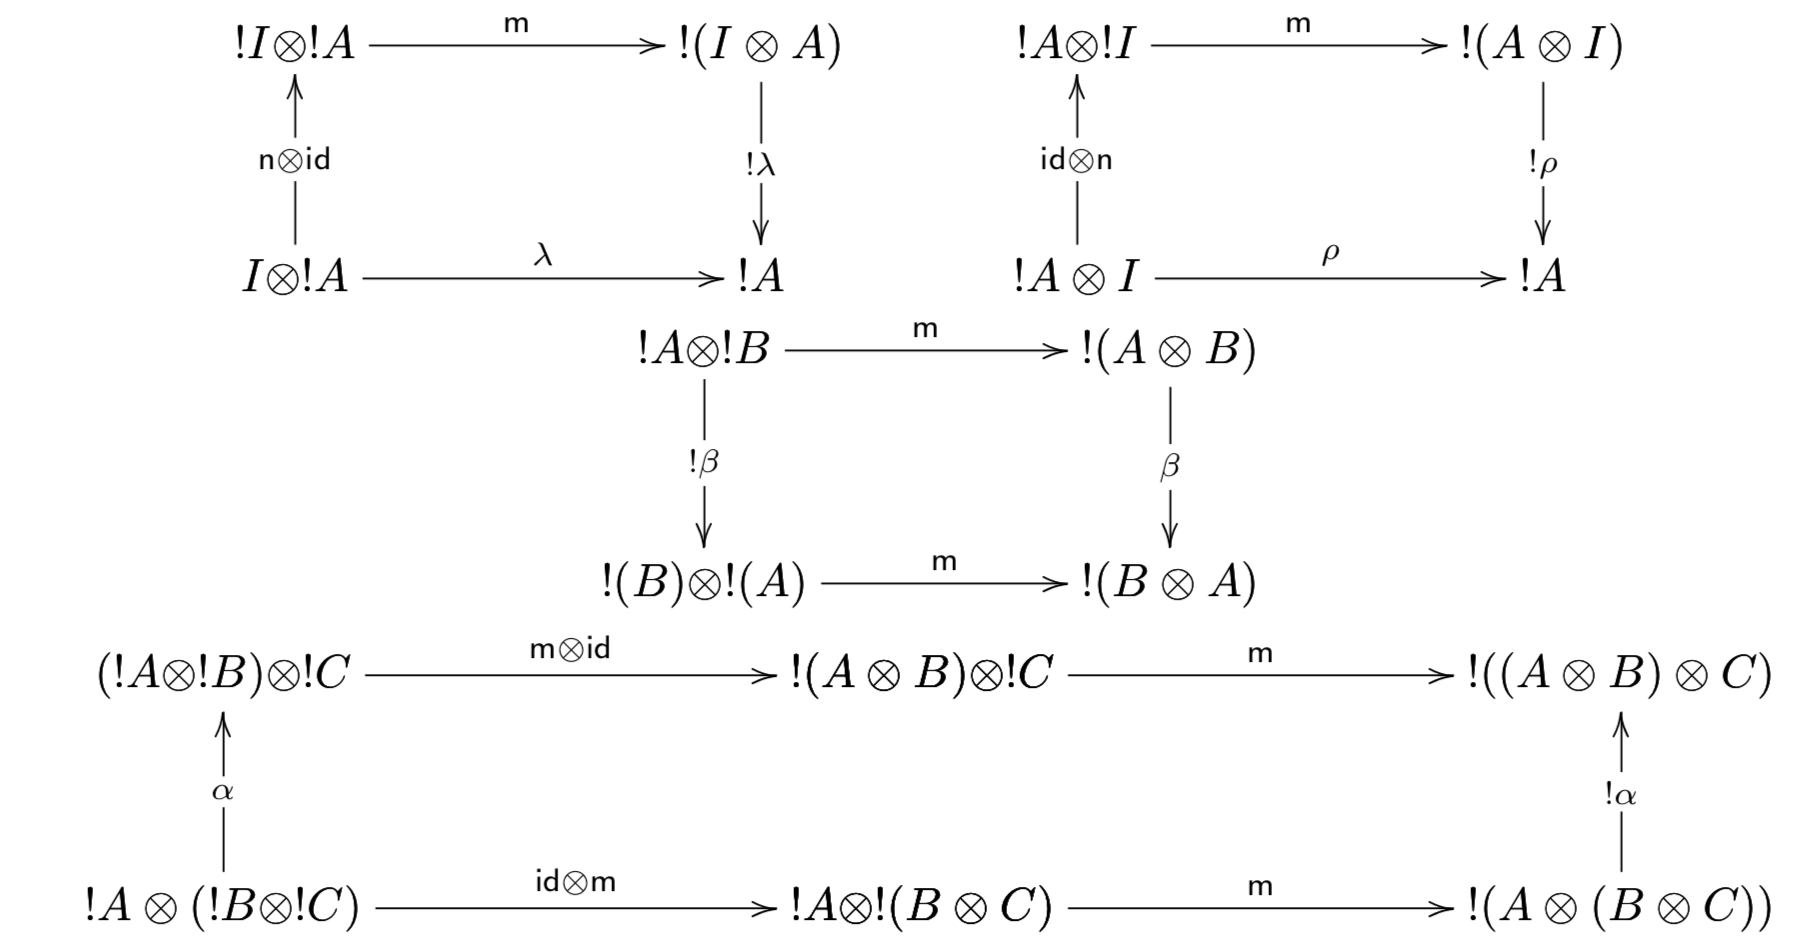 m m
!I⊗!A !(I ⊗ A) !A⊗!I !(A ⊗ I)
n⊗id !λ id⊗n !ρ
λ ρ
I⊗!A !A !A ⊗ I !A
m
!A⊗!B !(A ⊗ B)
!β β
m
!(B)⊗!(A) !(B ⊗ A)
m⊗id m
(!A⊗!B)⊗!C !(A ⊗ B)⊗!C !((A ⊗ B) ⊗ C)
α !α
id⊗m m
!A ⊗ (!B⊗!C) !A⊗!(B ⊗ C) !(A ⊗ (B ⊗ C))